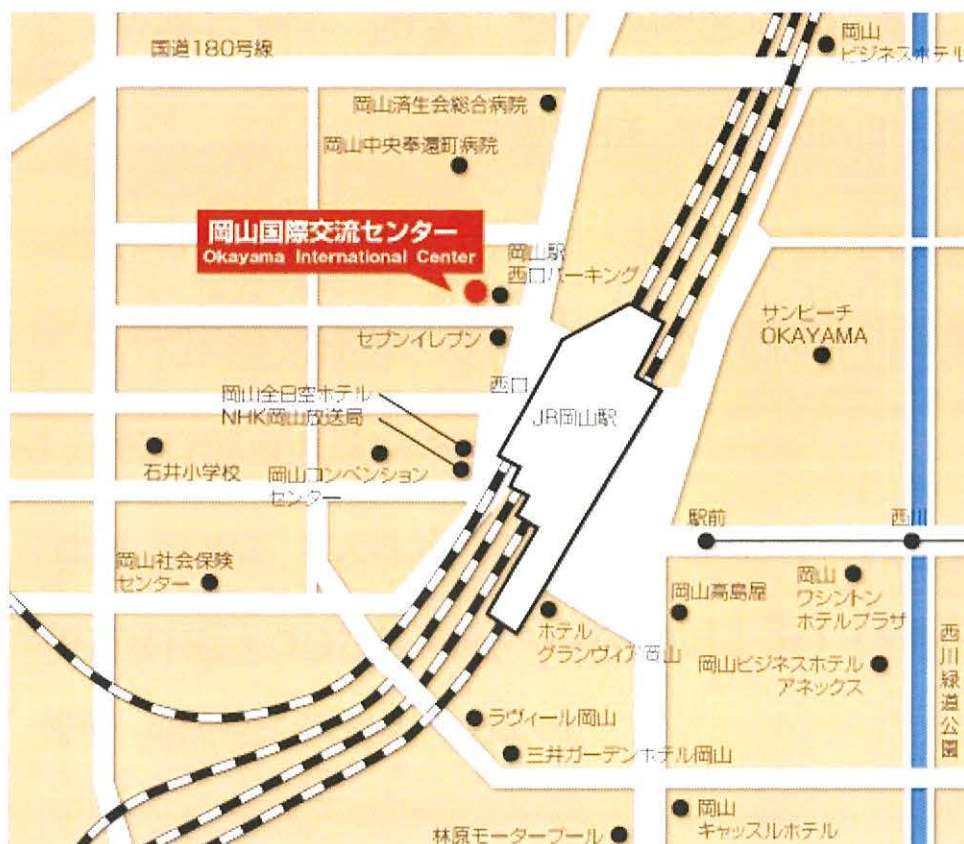 国道180号線
岡山
ビジネスホテル
岡山済生会総合病院
岡山中央奉還町病院
岡山国際交流センター
Okayama International Center
岡山駅
西口パーキング
サンピーチ
OKAYAMA
セブンイレブン
西口
岡山全日空ホテル
NHK岡山放送局
JR岡山駅
石井小学校
岡山コンベンション
センター
駅前
西川
岡山社会保険
センター
岡山高島屋
岡山
ワシントン
ホテルプラザ
ホテル
グランヴィア岡山
岡山ビジネスホテル
アネックス
西川緑道公園
ラヴィール岡山
三井ガーデンホテル岡山
岡山
キャッスルホテル
林原モータープール